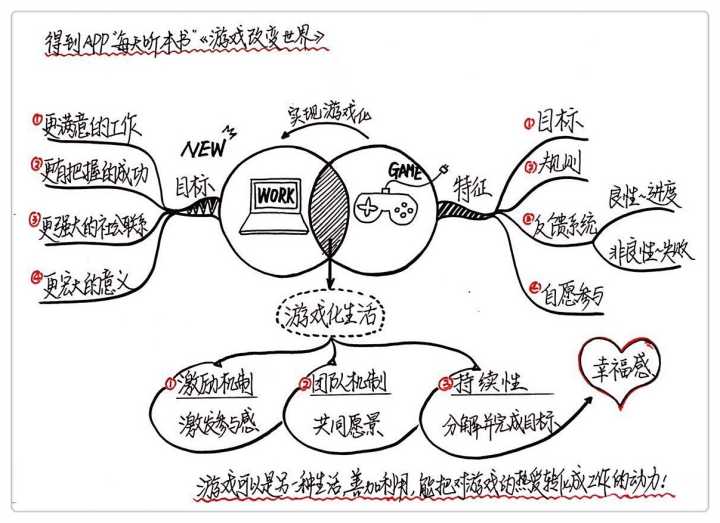 得到APP"每天听本书"《游戏改变世界》
实现游戏化
NEW
WORK
GAME
目标
①更满意的工作
②更有把握的成功
③更强大的社会联系
④更宏大的意义
特征
①目标
②规则
③反馈系统
良性~进度
非良性~失败
④自愿参与
游戏化生活
①激励机制
激发参与感
②团队机制
共同愿景
③持续性
分解并完成目标
幸福感
游戏可以是另一种生活,善加利用,能把对游戏的热爱转化成工作的动力!